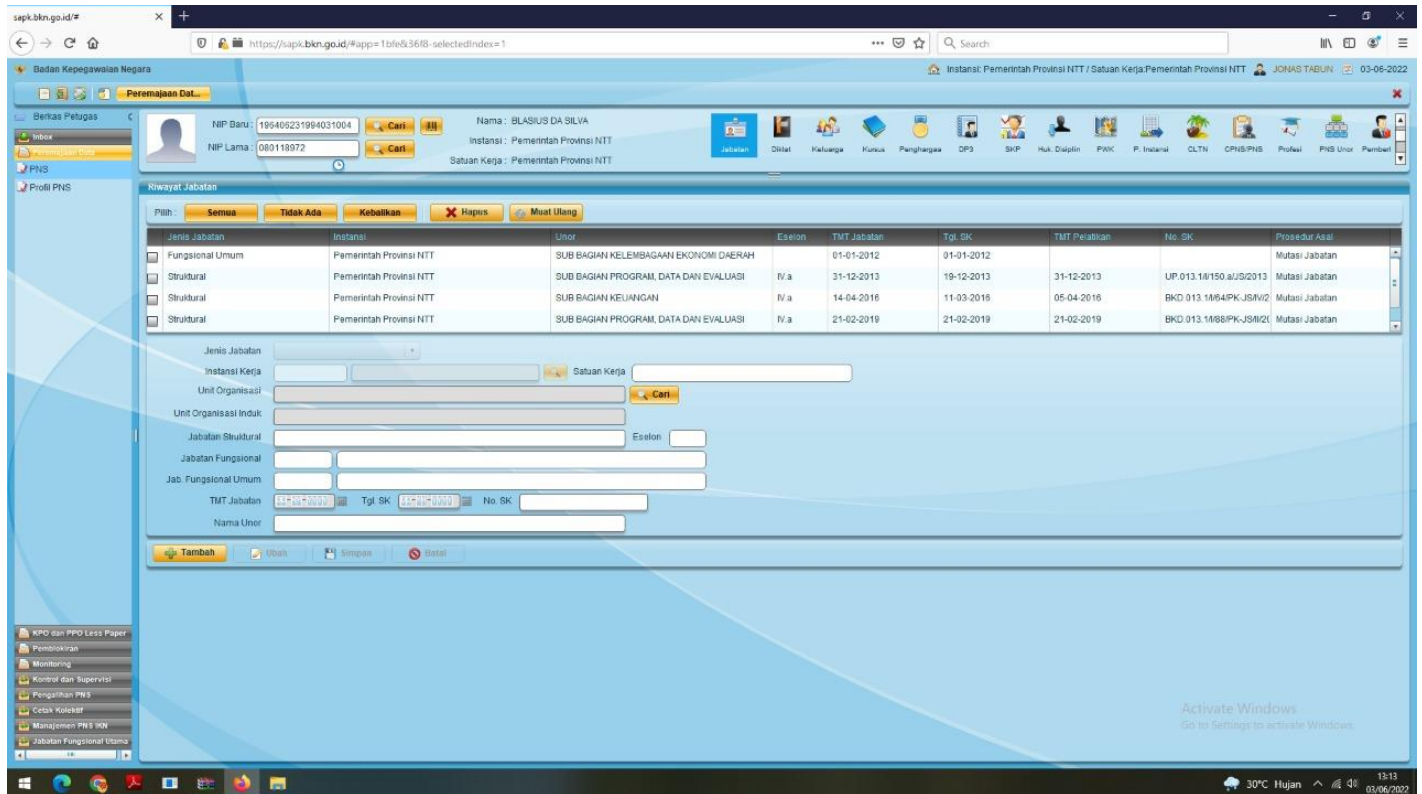 sapk.bkn.go.id/#
https://sapk.bkn.go.id/#app=1bfe&36f8-selectedIndex=1
Search
Badan Kepegawaian Negara
Instansi: Pemerintah Provinsi NTT / Satuan Kerja:Pemerintah Provinsi NTT JONAS TABUN 03-06-2022
Pemerajaan Dat...
Berkas Petugas
Inbox
Peremajaan Data
PNS
Profil PNS
NIP Baru : 196406231994031004 Cari
NIP Lama : 080118972 Cari
Nama : BLASIUS DA SILVA
Instansi : Pemerintah Provinsi NTT
Satuan Kerja : Pemerintah Provinsi NTT
Jabatan Diklat Keluarga Kursus Penghargaa DP3 SKP Huk. Disiplin PWK P. Instansi CLTN CPNS/PNS Profesi PNS Unor Pemberl
Riwayat Jabatan
Pilih : Semua Tidak Ada Kebalikan Hapus Muat Ulang
Jenis Jabatan Instansi Unor Eselon TMT Jabatan Tgl. SK TMT Pelatikan No. SK Prosedur Asal
Fungsional Umum Pemerintah Provinsi NTT SUB BAGIAN KELEMBAGAAN EKONOMI DAERAH 01-01-2012 01-01-2012 Mutasi Jabatan
Struktural Pemerintah Provinsi NTT SUB BAGIAN PROGRAM, DATA DAN EVALUASI IV.a 31-12-2013 19-12-2013 31-12-2013 UP.013.1/I/150.a/JS/2013 Mutasi Jabatan
Struktural Pemerintah Provinsi NTT SUB BAGIAN KEUANGAN IV.a 14-04-2016 11-03-2016 05-04-2016 Mutasi Jabatan
Struktural Pemerintah Provinsi NTT SUB BAGIAN PROGRAM, DATA DAN EVALUASI IV.a 21-02-2019 21-02-2019 21-02-2019 Mutasi Jabatan
Jenis Jabatan
Instansi Kerja Satuan Kerja
Unit Organisasi Cari
Unit Organisasi Induk
Jabatan Struktural Eselon
Jabatan Fungsional
Jab. Fungsional Umum
TMT Jabatan Tgl. SK No. SK
Nama Unor
Tambah Ubah Simpan Batal
KPO dan PPO Less Paper
Pemblokiran
Monitoring
Kontrol dan Supervisi
Pengalihan PNS
Cetak Kolektif
Manajemen PNS IKN
Jabatan Fungsional Utama
Activate Windows
Go to Settings to activate Windows.
30°C Hujan
13:13
03/06/2022